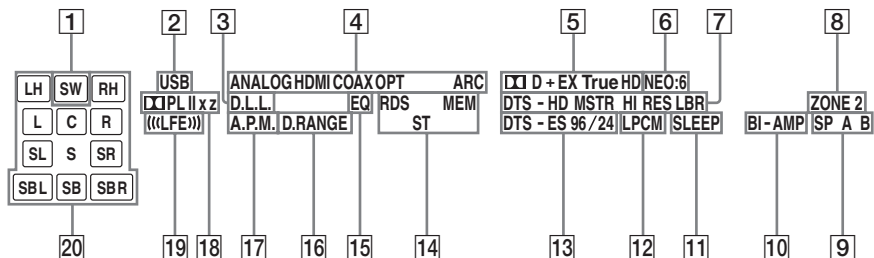 1 2 3 4 5 6 7 8
LH SW RH USB ANALOG HDMI COAX OPT ARC D + EX True HD NEO:6
PL II x z D.L.L. EQ RDS MEM DTS - HD MSTR HI RES LBR ZONE 2
L C R (((LFE))) A.P.M. D.RANGE ST DTS - ES 96/24 LPCM SLEEP BI - AMP SP A B
SL S SR
SBL SB SBR
20 19 18 17 16 15 14 13 12 11 10 9